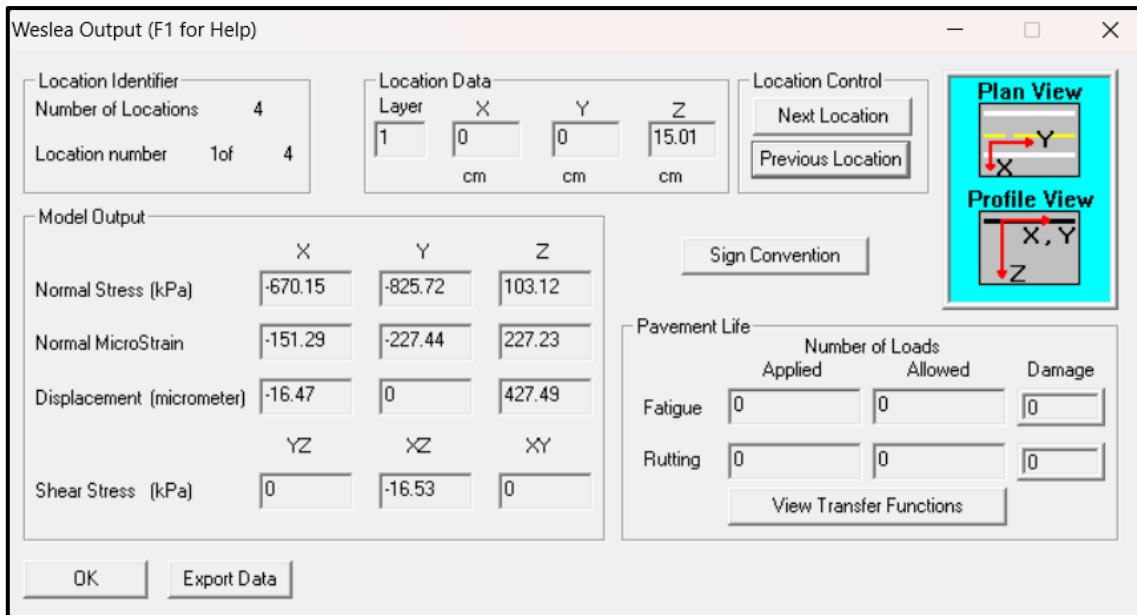 Weslea Output (F1 for Help)
Location Identifier
Number of Locations 4
Location number 1of 4
Location Data
Layer X Y Z
1 0 0 15.01
cm cm cm
Location Control
Next Location
Previous Location
Plan View
Y
X
Profile View
X, Y
Z
Model Output
X Y Z
Normal Stress (kPa) -670.15 -825.72 103.12
Normal MicroStrain -151.29 -227.44 227.23
Displacement (micrometer) -16.47 0 427.49
YZ XZ XY
Shear Stress (kPa) 0 -16.53 0
Sign Convention
Pavement Life
Number of Loads
Applied Allowed Damage
Fatigue 0 0 0
Rutting 0 0 0
View Transfer Functions
OK Export Data